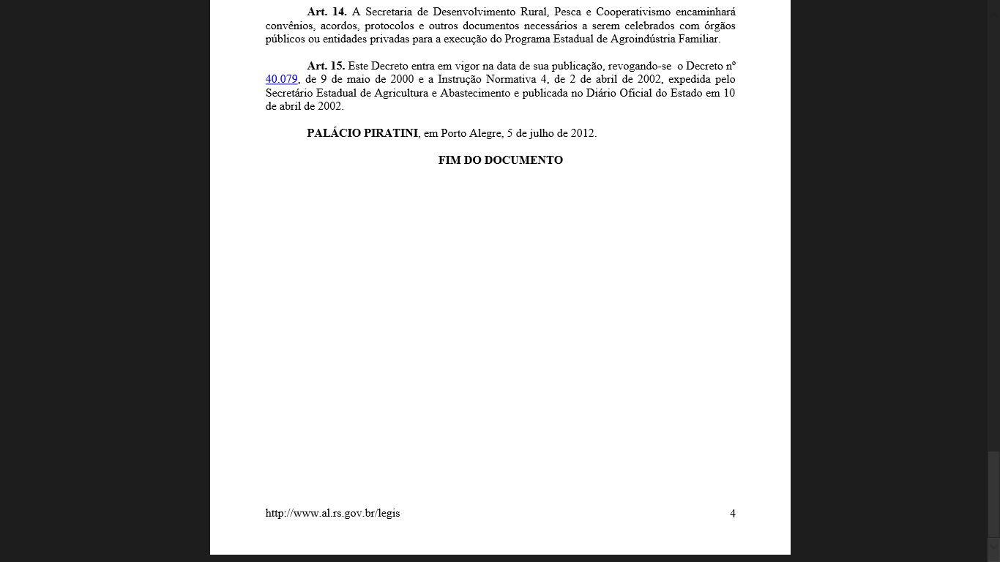 Art. 14. A Secretaria de Desenvolvimento Rural, Pesca e Cooperativismo encaminhará
convênios, acordos, protocolos e outros documentos necessários a serem celebrados com órgãos
públicos ou entidades privadas para a execução do Programa Estadual de Agroindústria Familiar.
Art. 15. Este Decreto entra em vigor na data de sua publicação, revogando-se  o Decreto nº
40.079, de 9 de maio de 2000 e a Instrução Normativa 4, de 2 de abril de 2002, expedida pelo
Secretário Estadual de Agricultura e Abastecimento e publicada no Diário Oficial do Estado em 10
de abril de 2002.
PALÁCIO PIRATINI, em Porto Alegre, 5 de julho de 2012.
FIM DO DOCUMENTO
http://www.al.rs.gov.br/legis 4